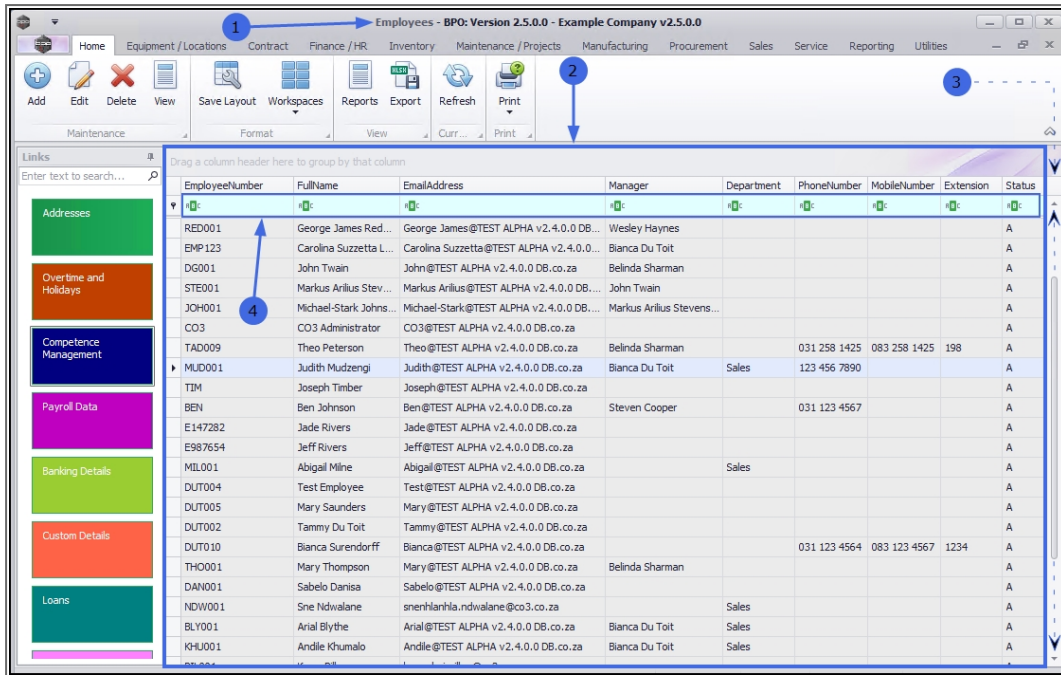 Employees - BPO: Version 2.5.0.0 - Example Company v2.5.0.0
1
Home Equipment / Locations Contract Finance / HR Inventory Maintenance / Projects Manufacturing Procurement Sales Service Reporting Utilities
2
3
XLSX
Add Edit Delete View Save Layout Workspaces Reports Export Refresh Print
Maintenance Format View Curr... Print
Links
Enter text to search...
Drag a column header here to group by that column
EmployeeNumber FullName EmailAddress Manager Department PhoneNumber MobileNumber Extension Status
RED001 George James Red... George James@TEST ALPHA v2.4.0.0 DB... Wesley Haynes A
EMP123 Carolina Suzzetta L... Carolina Suzzetta@TEST ALPHA v2.4.0.0... Bianca Du Toit A
DG001 John Twain John@TEST ALPHA v2.4.0.0 DB.co.za Belinda Sharman A
STE001 Markus Arilius Stev... Markus Arilius@TEST ALPHA v2.4.0.0 DB.... John Twain A
4
JOH001 Michael-Stark Johns... Michael-Stark@TEST ALPHA v2.4.0.0 DB.... Markus Arilius Stevens... A
CO3 CO3 Administrator CO3@TEST ALPHA v2.4.0.0 DB.co.za A
TAD009 Theo Peterson Theo@TEST ALPHA v2.4.0.0 DB.co.za Belinda Sharman 031 258 1425 083 258 1425 198 A
MUD001 Judith Mudzengi Judith@TEST ALPHA v2.4.0.0 DB.co.za Bianca Du Toit Sales 123 456 7890 A
TIM Joseph Timber Joseph@TEST ALPHA v2.4.0.0 DB.co.za A
BEN Ben Johnson Ben@TEST ALPHA v2.4.0.0 DB.co.za Steven Cooper 031 123 4567 A
E147282 Jade Rivers Jade@TEST ALPHA v2.4.0.0 DB.co.za A
E987654 Jeff Rivers Jeff@TEST ALPHA v2.4.0.0 DB.co.za A
MIL001 Abigail Milne Abigail@TEST ALPHA v2.4.0.0 DB.co.za Sales A
DUT004 Test Employee Test@TEST ALPHA v2.4.0.0 DB.co.za A
DUT005 Mary Saunders Mary@TEST ALPHA v2.4.0.0 DB.co.za A
DUT002 Tammy Du Toit Tammy@TEST ALPHA v2.4.0.0 DB.co.za A
DUT010 Bianca Surendorff Bianca@TEST ALPHA v2.4.0.0 DB.co.za 031 123 4564 083 123 4567 1234 A
THO001 Mary Thompson Mary@TEST ALPHA v2.4.0.0 DB.co.za Belinda Sharman A
DAN001 Sabelo Danisa Sabelo@TEST ALPHA v2.4.0.0 DB.co.za A
NDW001 Sne Ndwalane snenhlanhla.ndwalane@co3.co.za Sales A
BLY001 Arial Blythe Arial@TEST ALPHA v2.4.0.0 DB.co.za Bianca Du Toit Sales A
KHU001 Andile Khumalo Andile@TEST ALPHA v2.4.0.0 DB.co.za Bianca Du Toit Sales A
Addresses
Overtime and
Holidays
Competence
Management
Payroll Data
Banking Details
Custom Details
Loans